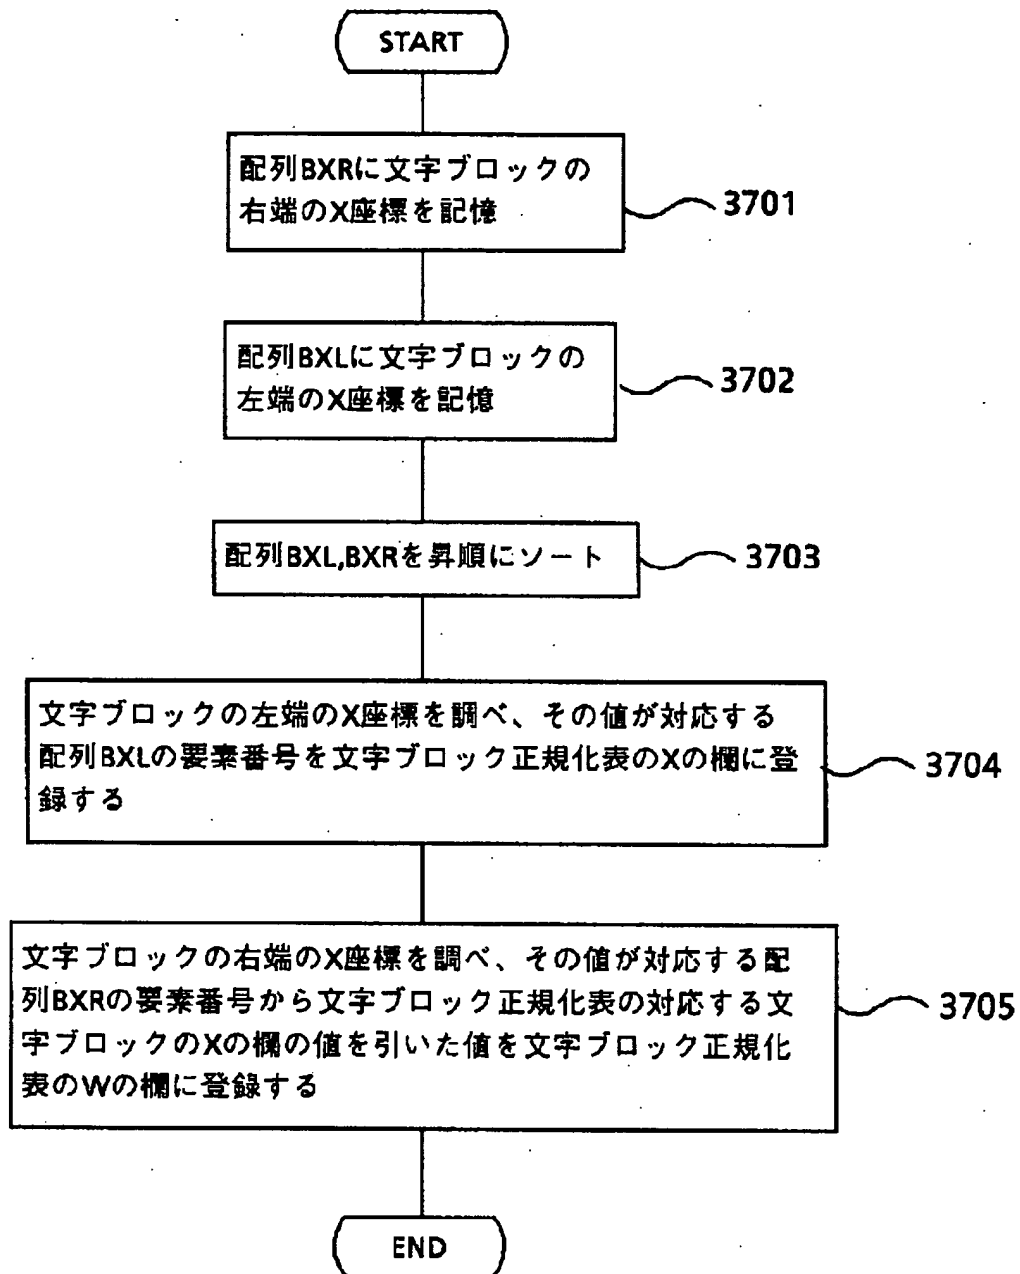 START
配列BXRに文字ブロックの
右端のX座標を記憶
3701
配列BXLに文字ブロックの
左端のX座標を記憶
3702
配列BXL,BXRを昇順にソート
3703
文字ブロックの左端のX座標を調べ、その値が対応する
配列BXLの要素番号を文字ブロック正規化表のXの欄に登
録する
3704
文字ブロックの右端のX座標を調べ、その値が対応する配
列BXRの要素番号から文字ブロック正規化表の対応する文
字ブロックのXの欄の値を引いた値を文字ブロック正規化
表のWの欄に登録する
3705
END